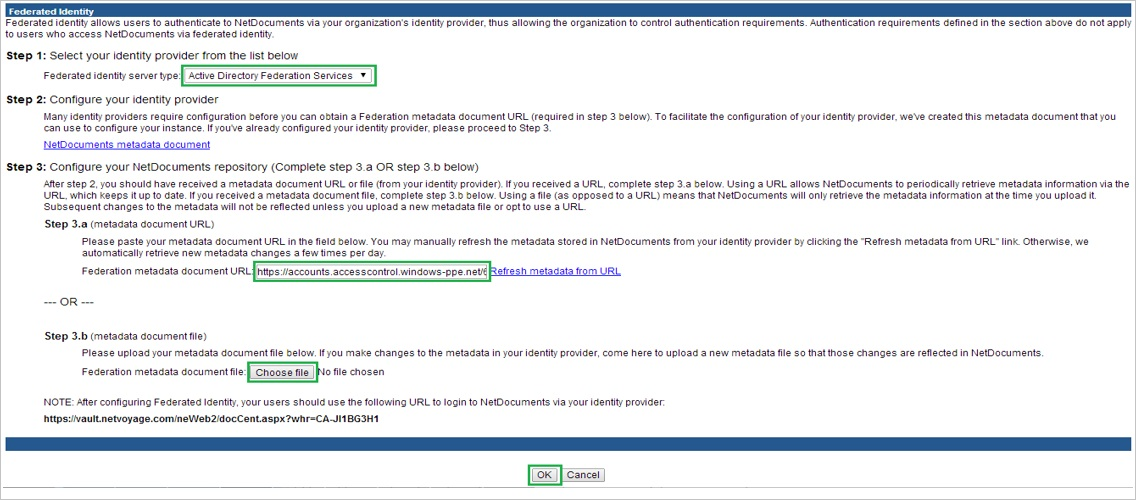 Federated Identity
Federated identity allows users to authenticate to NetDocuments via your organization's identity provider, thus allowing the organization to control authentication requirements. Authentication requirements defined in the section above do not apply
to users who access NetDocuments via federated identity.
Step 1: Select your identity provider from the list below
Federated identity server type: Active Directory Federation Services
Step 2: Configure your identity provider
Many identity providers require configuration before you can obtain a Federation metadata document URL (required in step 3 below). To facilitate the configuration of your identity provider, we've created this metadata document that you
can use to configure your instance. If you've already configured your identity provider, please proceed to Step 3.
NetDocuments metadata document
Step 3: Configure your NetDocuments repository (Complete step 3.a OR step 3.b below)
After step 2, you should have received a metadata document URL or file (from your identity provider). If you received a URL, complete step 3.a below. Using a URL allows NetDocuments to periodically retrieve metadata information via the
URL, which keeps it up to date. If you received a metadata document file, complete step 3.b below. Using a file (as opposed to a URL) means that NetDocuments will only retrieve the metadata information at the time you upload it.
Subsequent changes to the metadata will not be reflected unless you upload a new metadata file or opt to use a URL.
Step 3.a (metadata document URL)
Please paste your metadata document URL in the field below. You may manually refresh the metadata stored in NetDocuments from your identity provider by clicking the "Refresh metadata from URL" link. Otherwise, we
automatically retrieve new metadata changes a few times per day.
Federation metadata document URL: https://accounts.accesscontrol.windows-ppe.net/6 Refresh metadata from URL
--- OR ---
Step 3.b (metadata document file)
Please upload your metadata document file below. If you make changes to the metadata in your identity provider, come here to upload a new metadata file so that those changes are reflected in NetDocuments.
Federation metadata document file: Choose file No file chosen
NOTE: After configuring Federated Identity, your users should use the following URL to login to NetDocuments via your identity provider:
https://vault.netvoyage.com/neWeb2/docCent.aspx?whr=CA-JI1BG3H1
OK Cancel